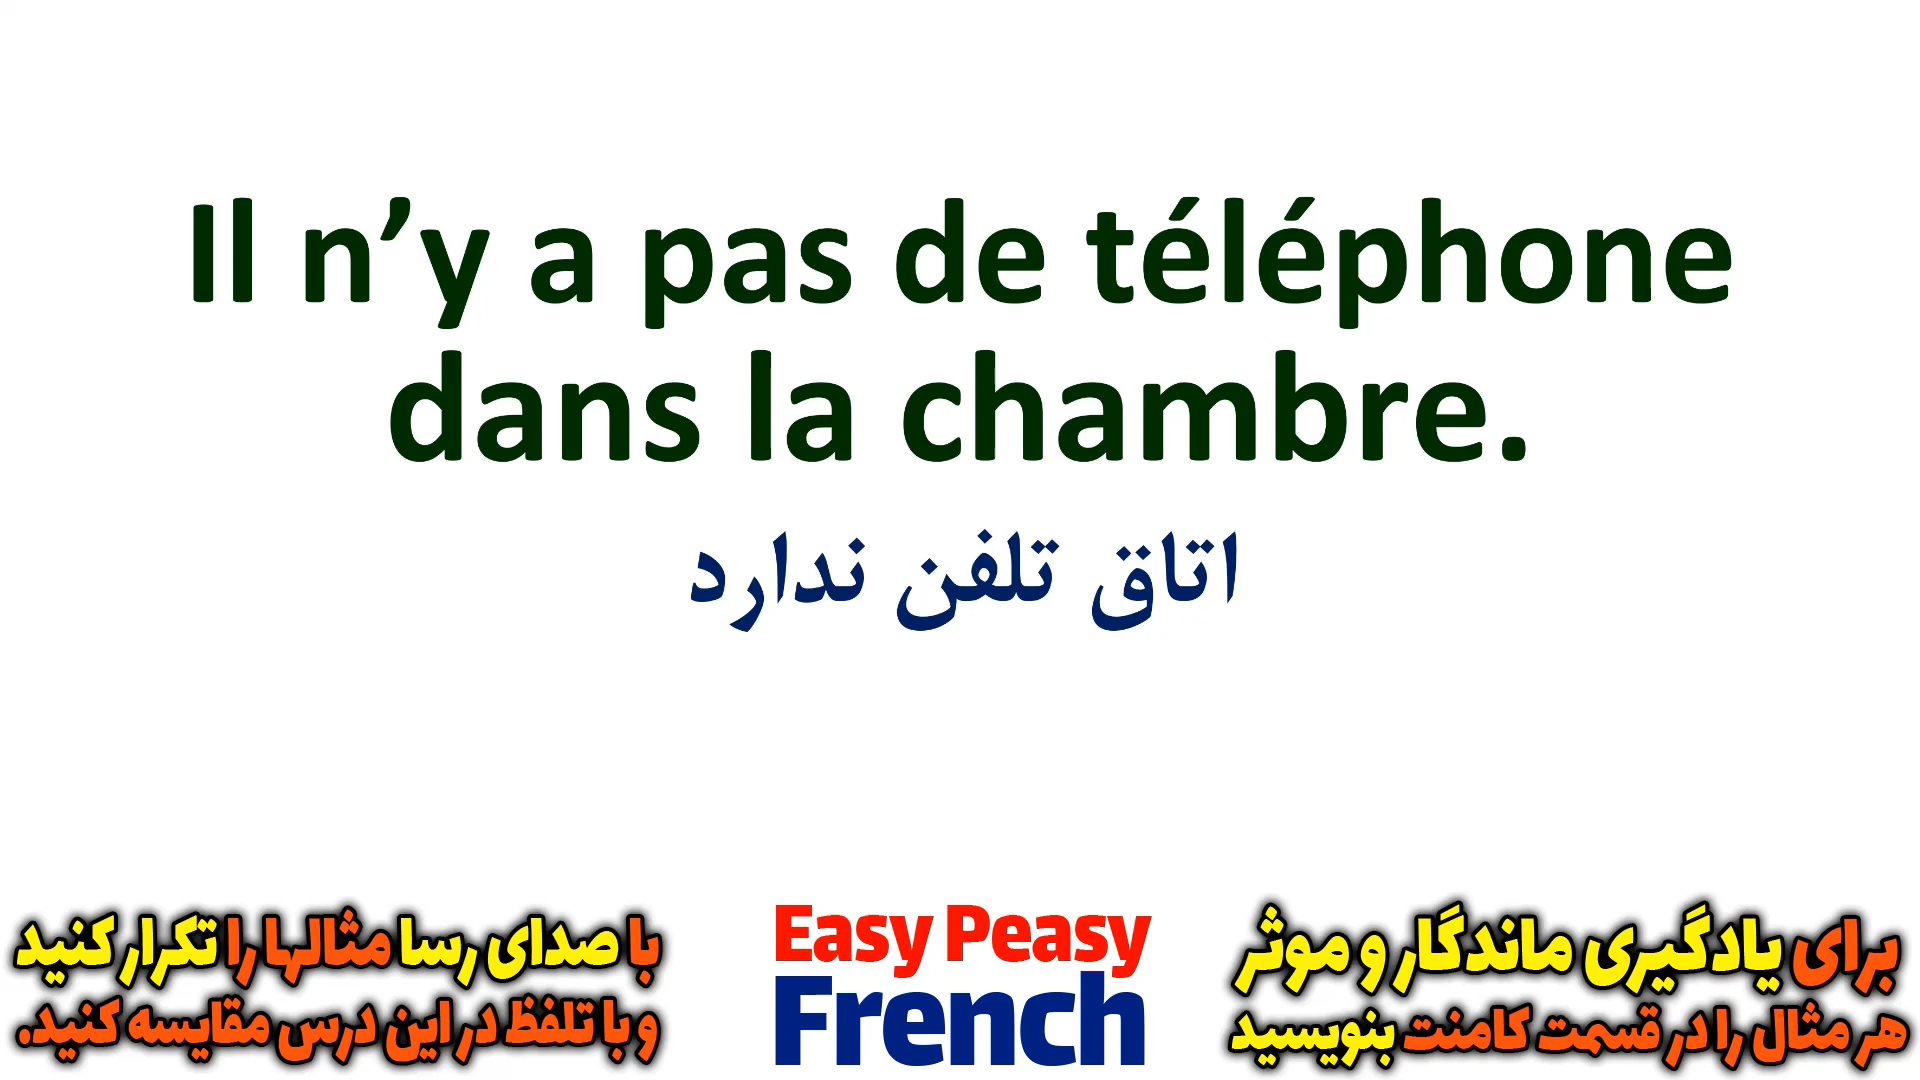 Il n’y a pas de téléphone
dans la chambre.
اتاق تلفن ندارد
با صدای رسا مثالها را تکرار کنید
و با تلفظ در این درس مقایسه کنید.
Easy Peasy
French
برای یادگیری ماندگار و موثر
هر مثال را در قسمت کامنت بنویسید